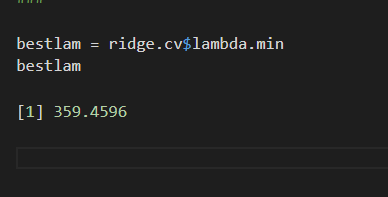 ###
bestlam = ridge.cv$lambda.min
bestlam
[1] 359.4596